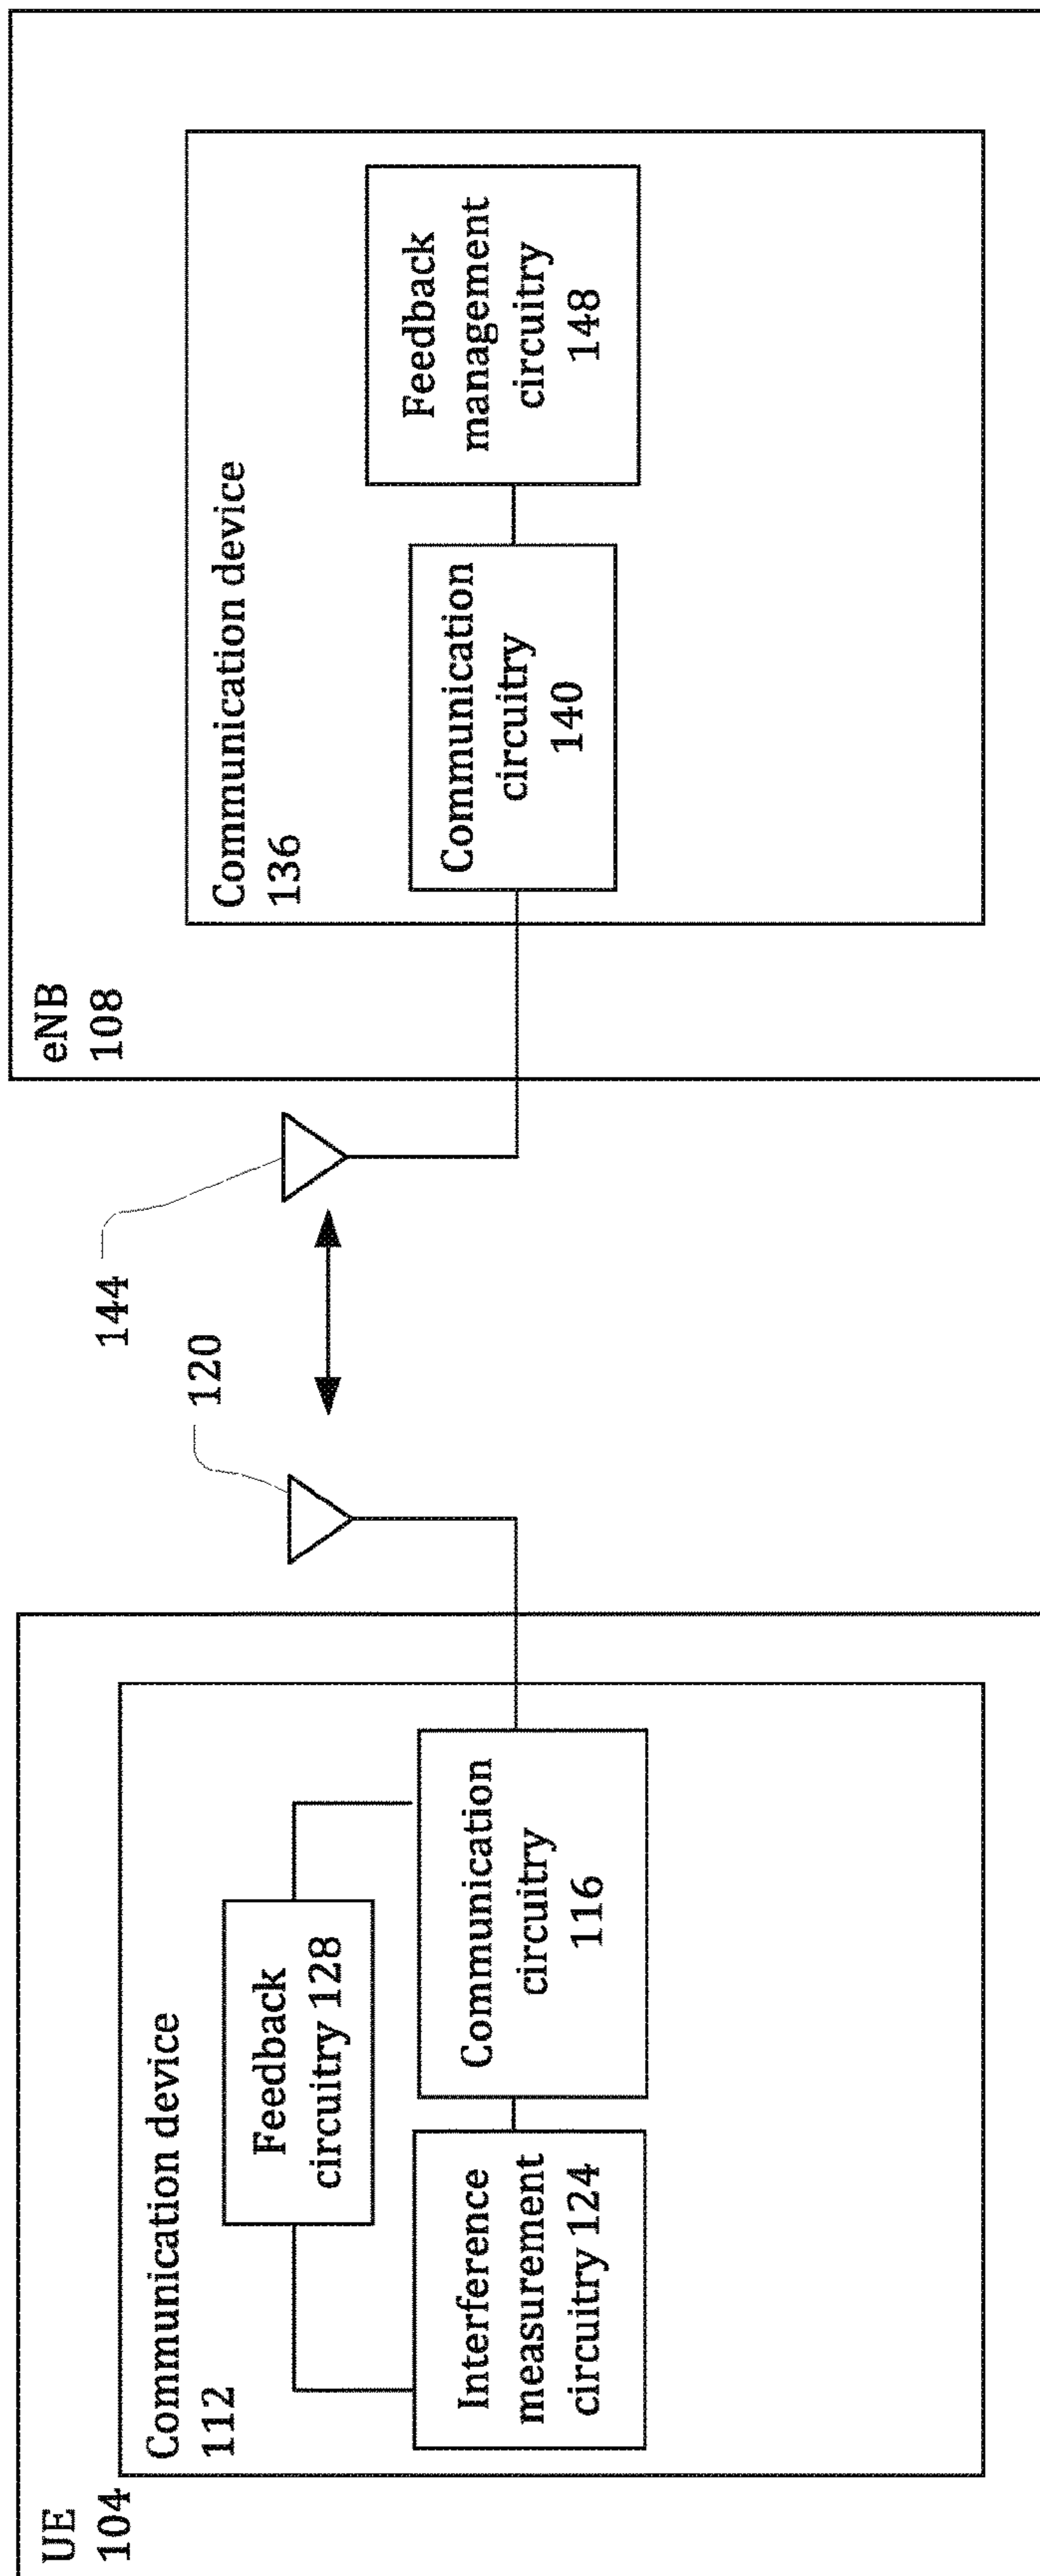 UE
104
Communication device
112
Feedback
circuitry 128
Interference
measurement
circuitry 124
Communication
circuitry
116
120
144
eNB
108
Communication device
136
Communication
circuitry
140
Feedback
management
circuitry
148